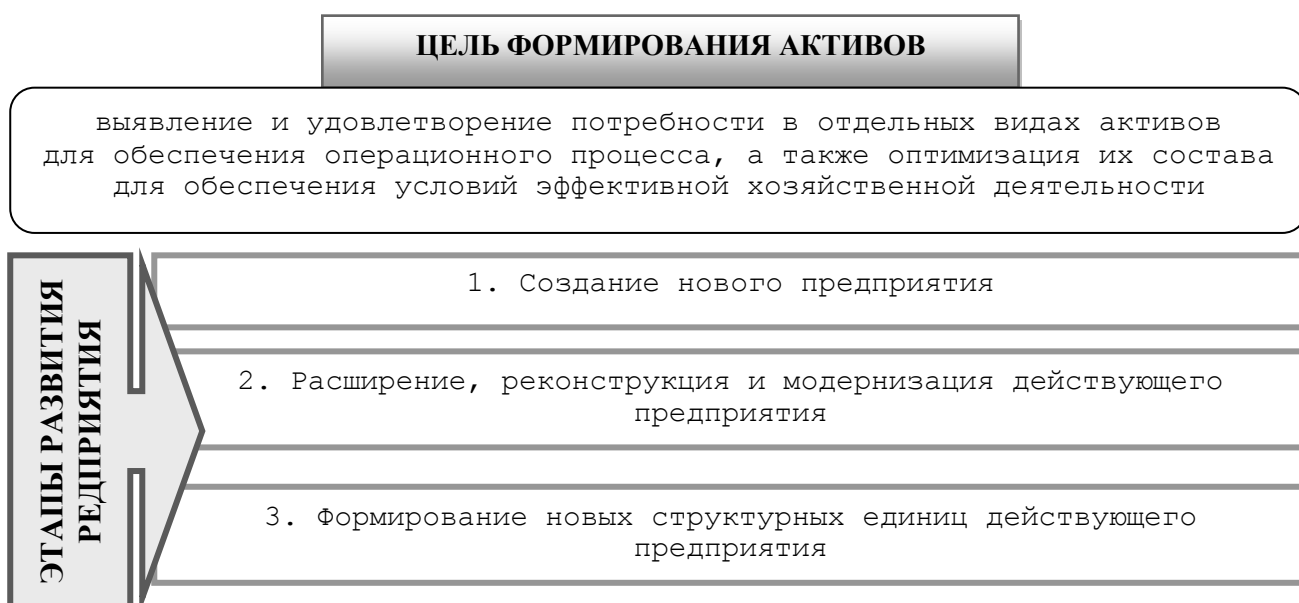 ЦЕЛЬ ФОРМИРОВАНИЯ АКТИВОВ
выявление и удовлетворение потребности в отдельных видах активов
для обеспечения операционного процесса, а также оптимизация их состава
для обеспечения условий эффективной хозяйственной деятельности
ЭТАПЫ РАЗВИТИЯ
РЕДПРИЯТИЯ
1. Создание нового предприятия
2. Расширение, реконструкция и модернизация действующего
предприятия
3. Формирование новых структурных единиц действующего
предприятия